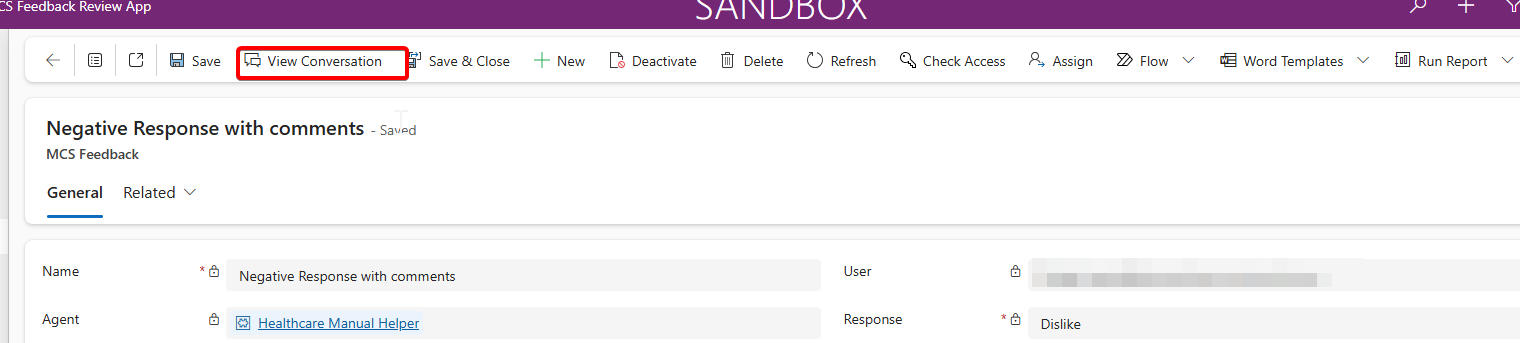 CS Feedback Review App SANDBOX
Save View Conversation Save & Close New Deactivate Delete Refresh Check Access Assign Flow Word Templates Run Report
Negative Response with comments - Saved
MCS Feedback
General Related
Name * Negative Response with comments User
Agent Healthcare Manual Helper Response * Dislike